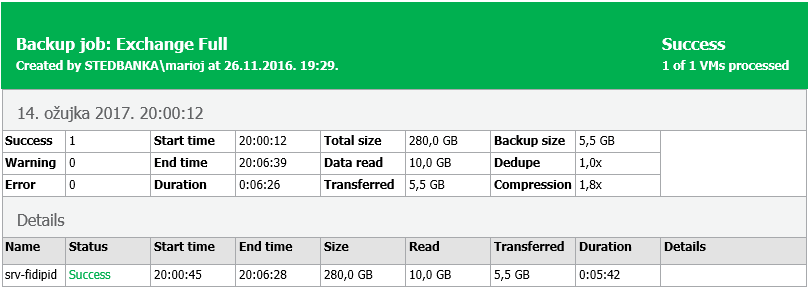 Backup job: Exchange Full Success
Created by STEDBANKA\marioj at 26.11.2016. 19:29. 1 of 1 VMs processed
14. ožujka 2017. 20:00:12
Success 1 Start time 20:00:12 Total size 280,0 GB Backup size 5,5 GB
Warning 0 End time 20:06:39 Data read 10,0 GB Dedupe 1,0x
Error 0 Duration 0:06:26 Transferred 5,5 GB Compression 1,8x
Details
Name Status Start time End time Size Read Transferred Duration Details
srv-fidipid Success 20:00:45 20:06:28 280,0 GB 10,0 GB 5,5 GB 0:05:42